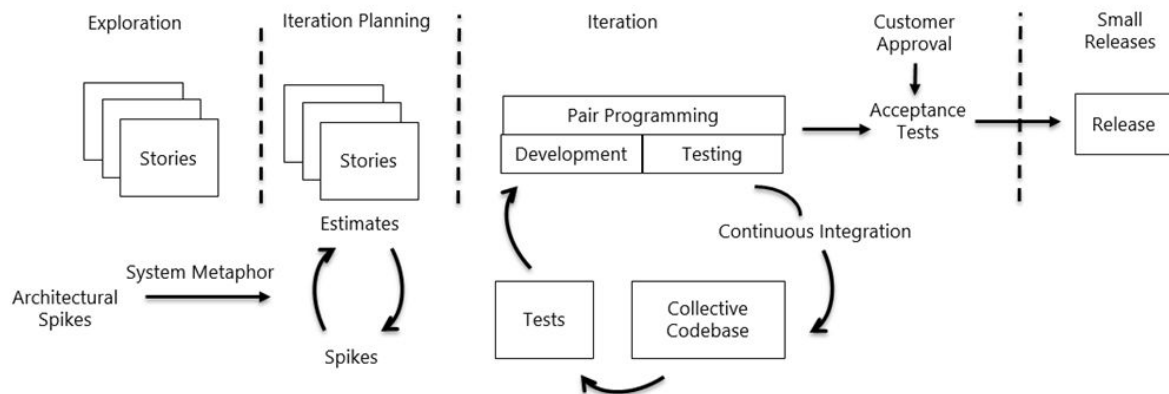 Exploration
Iteration Planning
Iteration
Customer
Approval
Small
Releases
Stories
Stories
Pair Programming
Development
Testing
Acceptance
Tests
Release
Estimates
Continuous Integration
System Metaphor
Architectural
Spikes
Spikes
Tests
Collective
Codebase